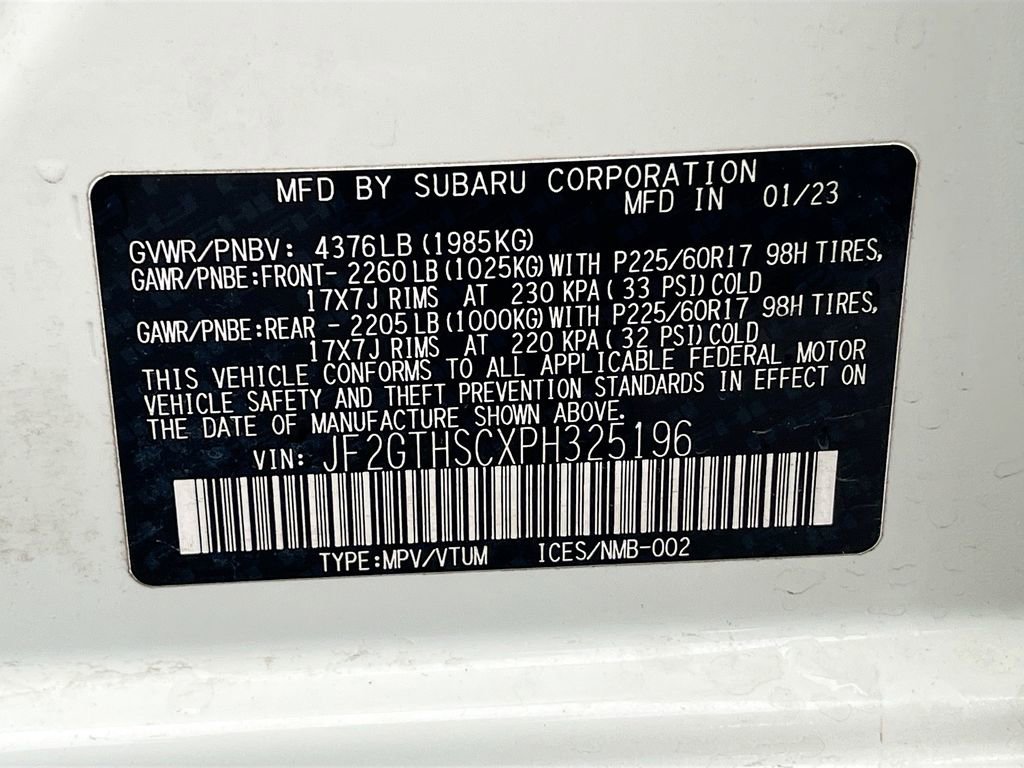 MFD BY SUBARU CORPORATION
MFD IN 01/23
GVWR/PNBV: 4376LB (1985KG)
GAWR/PNBE:FRONT- 2260LB (1025KG)WITH P225/60R17 98H TIRES,
17X7J RIMS AT 230 KPA( 33 PSI)COLD
GAWR/PNBE:REAR - 2205LB (1000KG)WITH P225/60R17 98H TIRES,
17X7J RIMS AT 220 KPA( 32 PSI)COLD
THIS VEHICLE CONFORMS TO ALL APPLICABLE FEDERAL MOTOR
VEHICLE SAFETY AND THEFT PREVENTION STANDARDS IN EFFECT ON
THE DATE OF MANUFACTURE SHOWN ABOVE.
VIN: JF2GTHSCXPH325196
TYPE:MPV/VTUM ICES/NMB-002